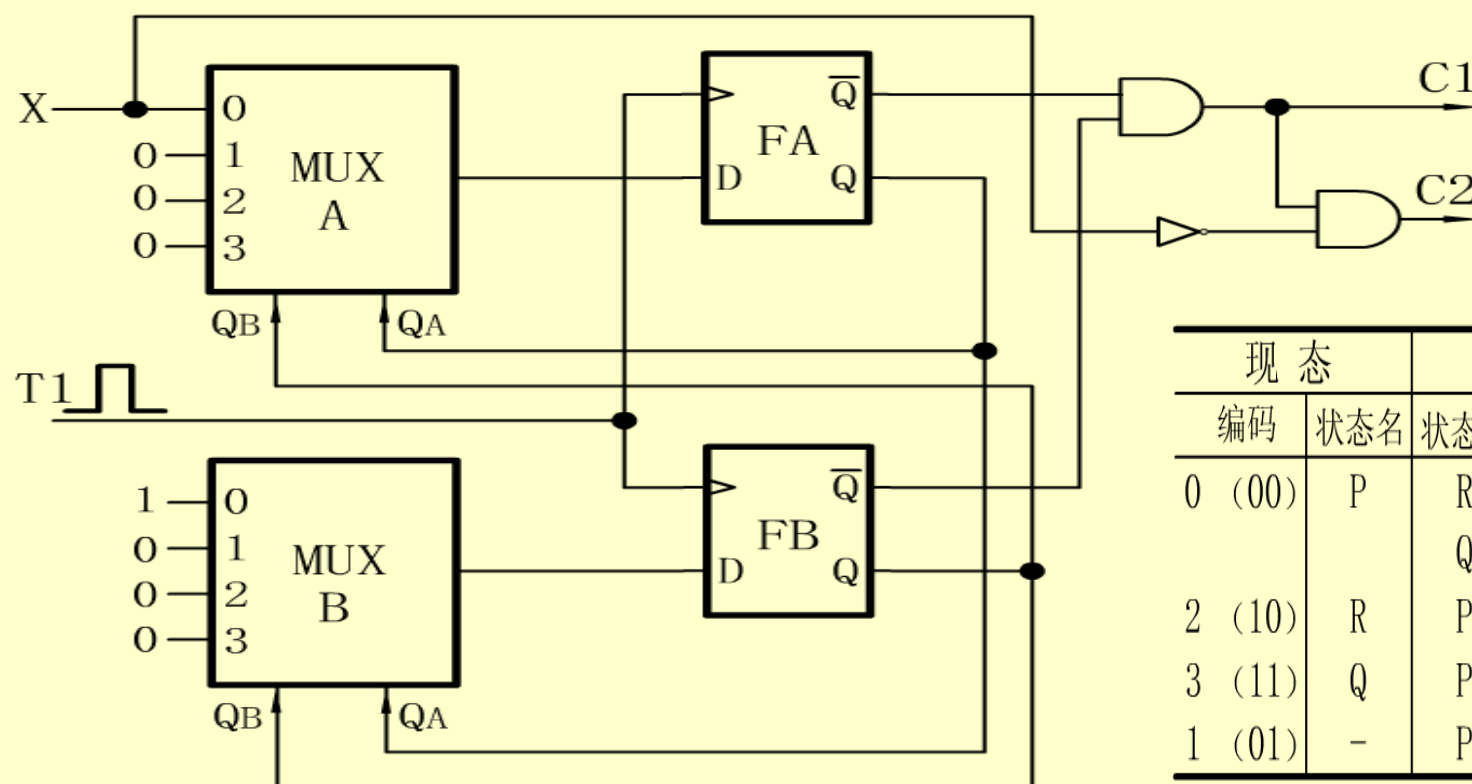 X
0
0 1
0 2
0 3
MUX
A
QB
QA
FA
Q
D
Q
C1
C2
T1
1 0
0 1
0 2
0 3
MUX
B
QB
QA
FB
Q
D
Q
现态
编码 状态名 状态
0 (00) P R
Q
2 (10) R P
3 (11) Q P
1 (01) - P